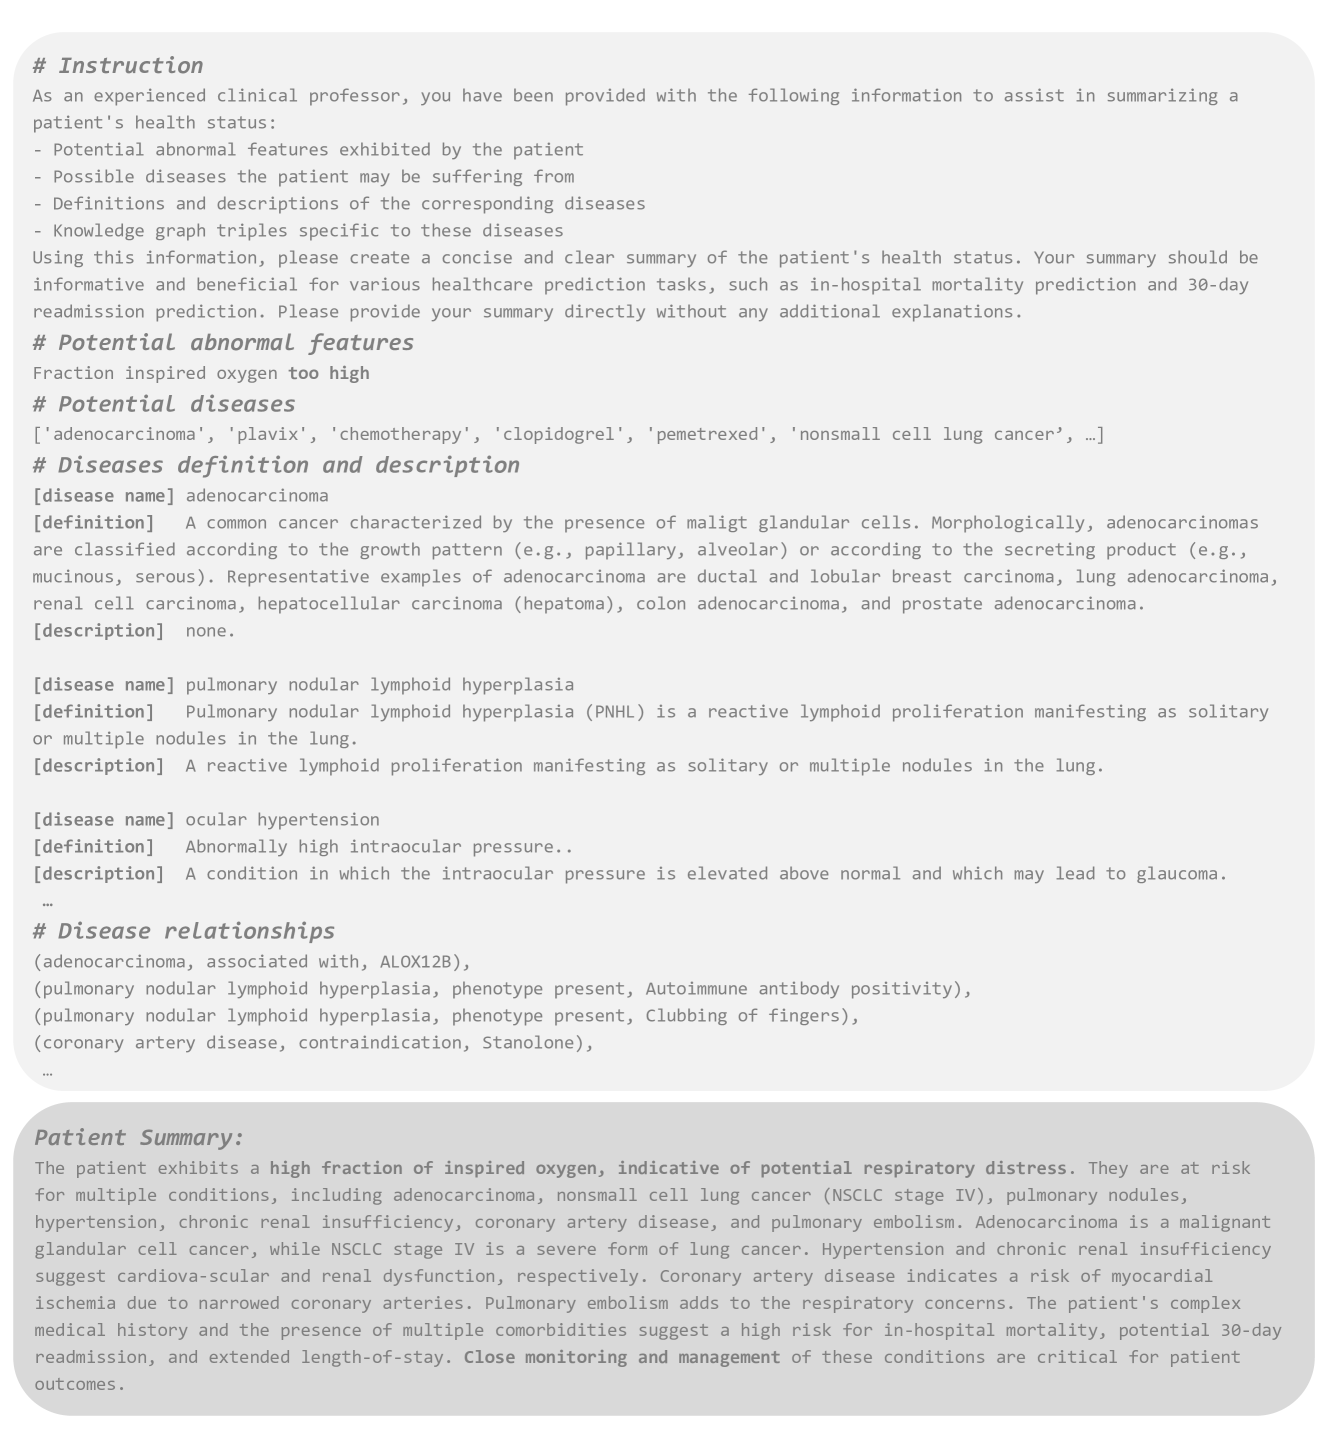 # Instruction
As an experienced clinical professor, you have been provided with the following information to assist in summarizing a
patient's health status:
- Potential abnormal features exhibited by the patient
- Possible diseases the patient may be suffering from
- Definitions and descriptions of the corresponding diseases
- Knowledge graph triples specific to these diseases
Using this information, please create a concise and clear summary of the patient's health status. Your summary should be
informative and beneficial for various healthcare prediction tasks, such as in-hospital mortality prediction and 30-day
readmission prediction. Please provide your summary directly without any additional explanations.
# Potential abnormal features
Fraction inspired oxygen too high
# Potential diseases
['adenocarcinoma', 'plavix', 'chemotherapy', 'clopidogrel', 'pemetrexed', 'nonsmall cell lung cancer’, …]
# Diseases definition and description
[disease name] adenocarcinoma
[definition] A common cancer characterized by the presence of maligt glandular cells. Morphologically, adenocarcinomas
are classified according to the growth pattern (e.g., papillary, alveolar) or according to the secreting product (e.g.,
mucinous, serous). Representative examples of adenocarcinoma are ductal and lobular breast carcinoma, lung adenocarcinoma,
renal cell carcinoma, hepatocellular carcinoma (hepatoma), colon adenocarcinoma, and prostate adenocarcinoma.
[description] none.
[disease name] pulmonary nodular lymphoid hyperplasia
[definition] Pulmonary nodular lymphoid hyperplasia (PNHL) is a reactive lymphoid proliferation manifesting as solitary
or multiple nodules in the lung.
[description] A reactive lymphoid proliferation manifesting as solitary or multiple nodules in the lung.
[disease name] ocular hypertension
[definition] Abnormally high intraocular pressure..
[description] A condition in which the intraocular pressure is elevated above normal and which may lead to glaucoma.
…
# Disease relationships
(adenocarcinoma, associated with, ALOX12B),
(pulmonary nodular lymphoid hyperplasia, phenotype present, Autoimmune antibody positivity),
(pulmonary nodular lymphoid hyperplasia, phenotype present, Clubbing of fingers),
(coronary artery disease, contraindication, Stanolone),
…
Patient Summary:
The patient exhibits a high fraction of inspired oxygen, indicative of potential respiratory distress. They are at risk
for multiple conditions, including adenocarcinoma, nonsmall cell lung cancer (NSCLC stage IV), pulmonary nodules,
hypertension, chronic renal insufficiency, coronary artery disease, and pulmonary embolism. Adenocarcinoma is a malignant
glandular cell cancer, while NSCLC stage IV is a severe form of lung cancer. Hypertension and chronic renal insufficiency
suggest cardiova-scular and renal dysfunction, respectively. Coronary artery disease indicates a risk of myocardial
ischemia due to narrowed coronary arteries. Pulmonary embolism adds to the respiratory concerns. The patient's complex
medical history and the presence of multiple comorbidities suggest a high risk for in-hospital mortality, potential 30-day
readmission, and extended length-of-stay. Close monitoring and management of these conditions are critical for patient
outcomes.